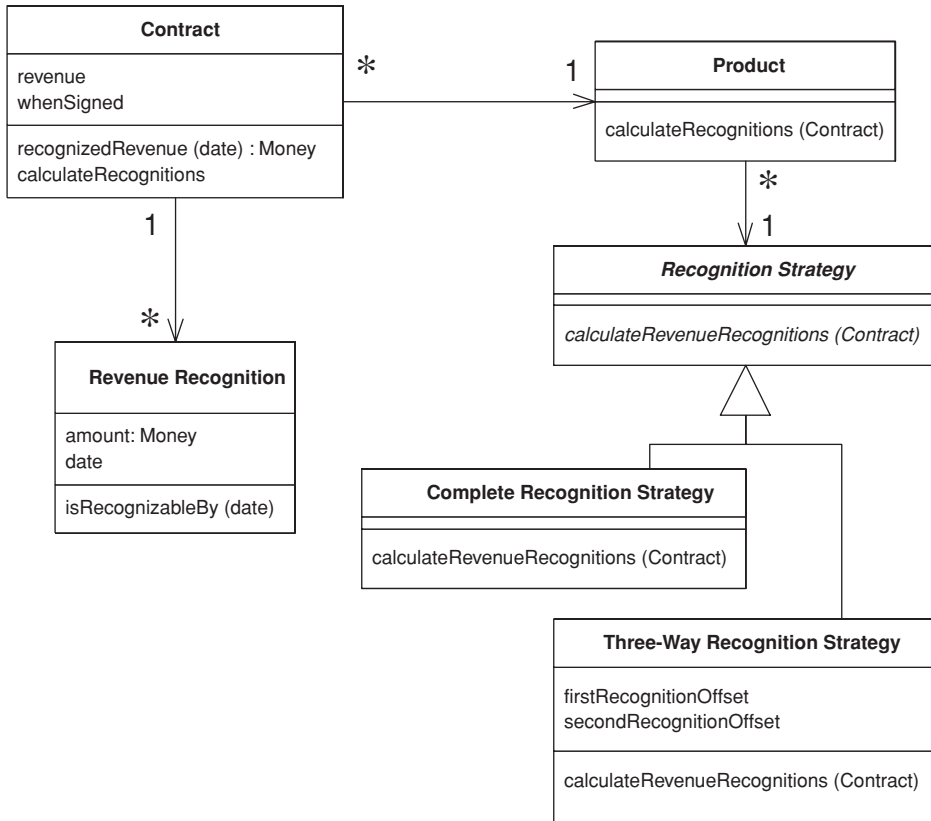 Contract
revenue
whenSigned
recognizedRevenue (date) : Money
calculateRecognitions
*
1
Product
calculateRecognitions (Contract)
1
*
*
1
Revenue Recognition
amount: Money
date
isRecognizableBy (date)
Recognition Strategy
calculateRevenueRecognitions (Contract)
Complete Recognition Strategy
calculateRevenueRecognitions (Contract)
Three-Way Recognition Strategy
firstRecognitionOffset
secondRecognitionOffset
calculateRevenueRecognitions (Contract)